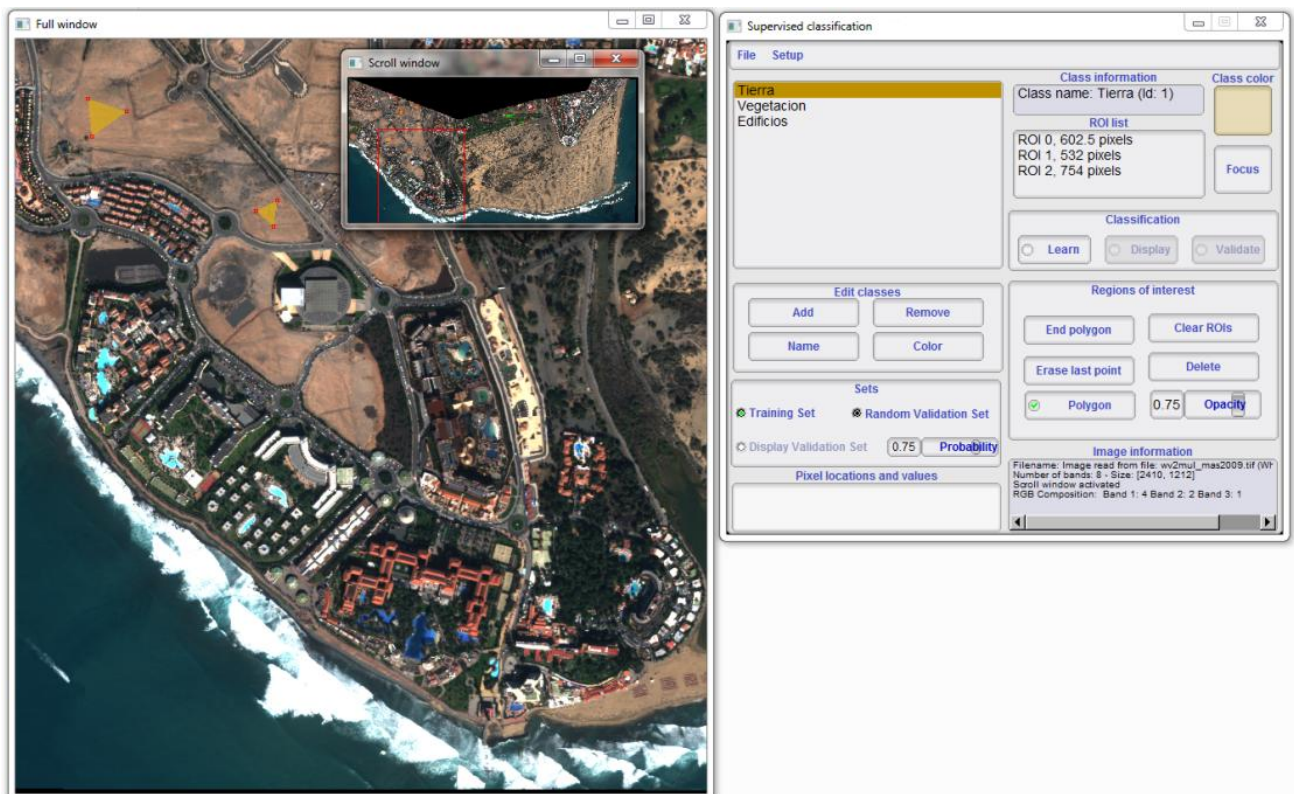 Full window
Scroll window
Supervised classification
File Setup
Tierra
Vegetacion
Edificios
Class information
Class name: Tierra (Id: 1)
Class color
ROI list
ROI 0, 602.5 pixels
ROI 1, 532 pixels
ROI 2, 754 pixels
Focus
Classification
Learn Display Validate
Edit classes
Add Remove
Name Color
Regions of interest
End polygon Clear ROIs
Erase last point Delete
Polygon 0.75 Opacity
Sets
Training Set Random Validation Set
Display Validation Set 0.75 Probability
Pixel locations and values
Image information
Filename: Image read from file: wv2mul_mas2009.tif
Number of bands: 8 - Size: [2410, 1212]
Scroll window activated
RGB Composition: Band 1: 4 Band 2: 2 Band 3: 1